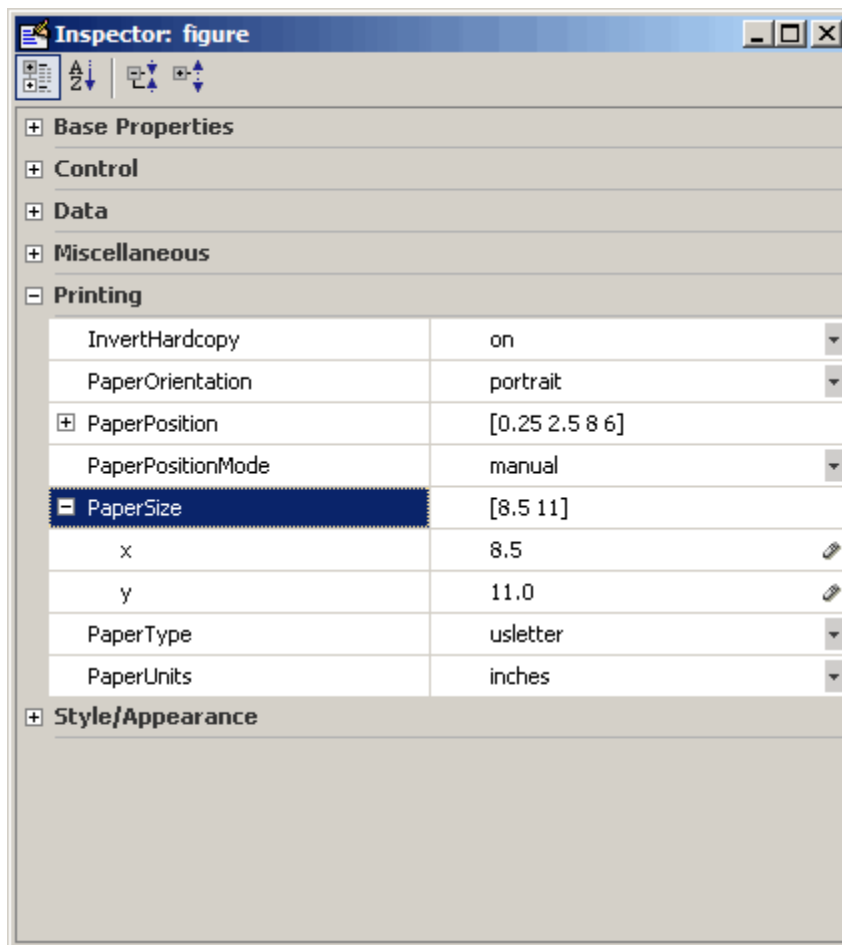 Inspector: figure
A Z
Base Properties
Control
Data
Miscellaneous
Printing
InvertHardcopy on
PaperOrientation portrait
PaperPosition [0.25 2.5 8 6]
PaperPositionMode manual
PaperSize [8.5 11]
x 8.5
y 11.0
PaperType usletter
PaperUnits inches
Style/Appearance